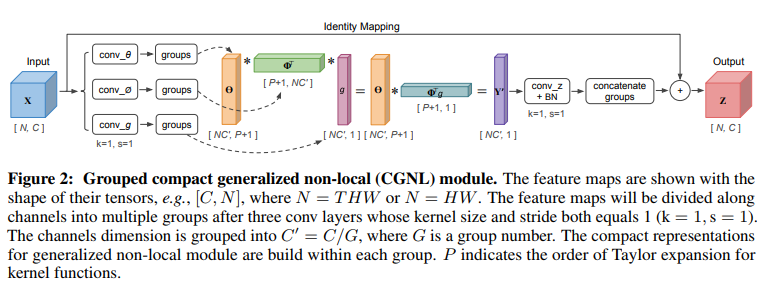 Identity Mapping
Input
Output
conv_θ
groups
conv_ø
groups
conv_g
groups
k=1, s=1
X
[ N, C ]
Θ
*
Φᵀ
*
g
=
Θ
*
Φᵀg
=
Y'
[ P+1, NC' ]
[ P+1, 1 ]
[ NC', P+1 ]
[ NC', 1 ] [ NC', P+1 ]
[ NC', 1 ]
conv_z
+ BN
k=1, s=1
concatenate
groups
+
Z
[ N, C ]
Figure 2: Grouped compact generalized non-local (CGNL) module. The feature maps are shown with the
shape of their tensors, e.g., [C, N], where N = THW or N = HW. The feature maps will be divided along
channels into multiple groups after three conv layers whose kernel size and stride both equals 1 (k = 1, s = 1).
The channels dimension is grouped into C′ = C/G, where G is a group number. The compact representations
for generalized non-local module are build within each group. P indicates the order of Taylor expansion for
kernel functions.